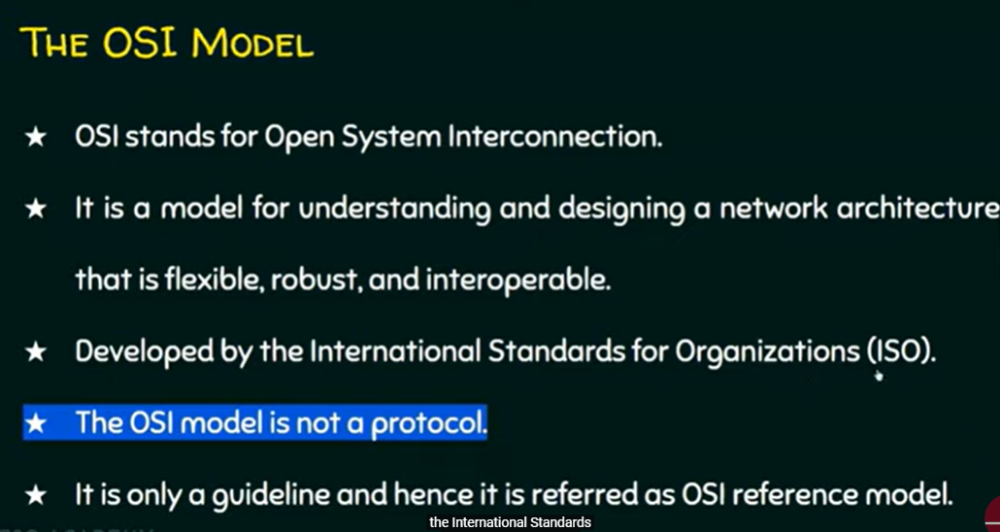 THE OSI MODEL
★ OSI stands for Open System Interconnection.
★ It is a model for understanding and designing a network architecture
that is flexible, robust, and interoperable.
★ Developed by the International Standards for Organizations (ISO).
★ The OSI model is not a protocol.
★ It is only a guideline and hence it is referred as OSI reference model.
the International Standards